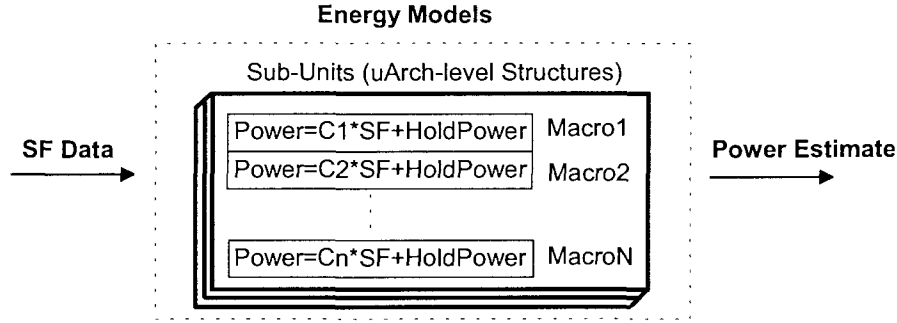 Energy Models
Sub-Units (uArch-level Structures)
Power=C1*SF+HoldPower Macro1
SF Data
Power Estimate
Power=C2*SF+HoldPower Macro2
Power=Cn*SF+HoldPower MacroN